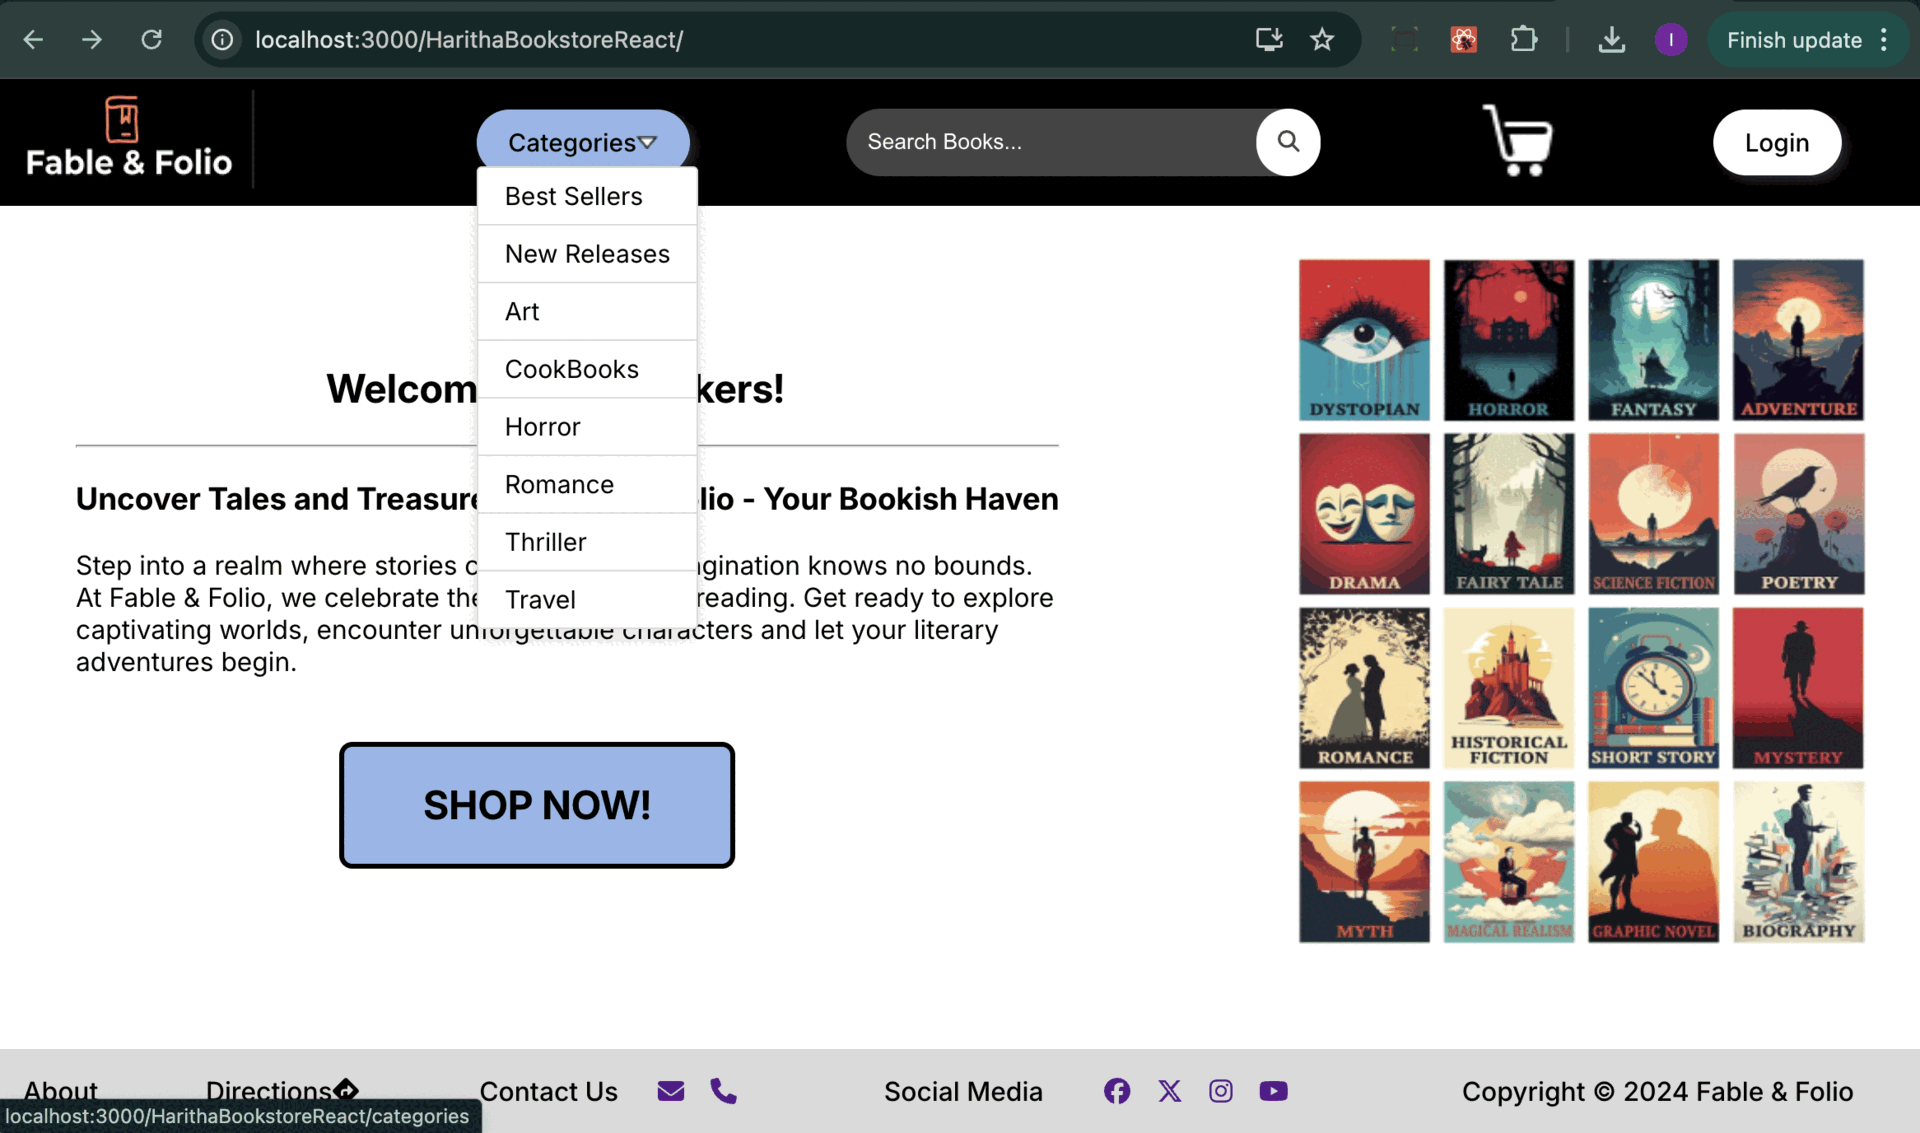 localhost:3000/HarithaBookstoreReact/
Finish update
I
Fable & Folio
Categories
Search Books...
Login
Best Sellers
New Releases
Art
CookBooks
Horror
Romance
Thriller
Travel
Welcom kers!
Uncover Tales and Treasure lio - Your Bookish Haven
Step into a realm where stories gination knows no bounds.
At Fable & Folio, we celebrate the reading. Get ready to explore
captivating worlds, encounter unforgettable characters and let your literary
adventures begin.
SHOP NOW!
DYSTOPIAN
HORROR
FANTASY
ADVENTURE
DRAMA
FAIRY TALE
SCIENCE FICTION
POETRY
ROMANCE
HISTORICAL
FICTION
SHORT STORY
MYSTERY
MYTH
MAGICAL REALISM
GRAPHIC NOVEL
BIOGRAPHY
About
Directions
Contact Us
Social Media
Copyright © 2024 Fable & Folio
localhost:3000/HarithaBookstoreReact/categories